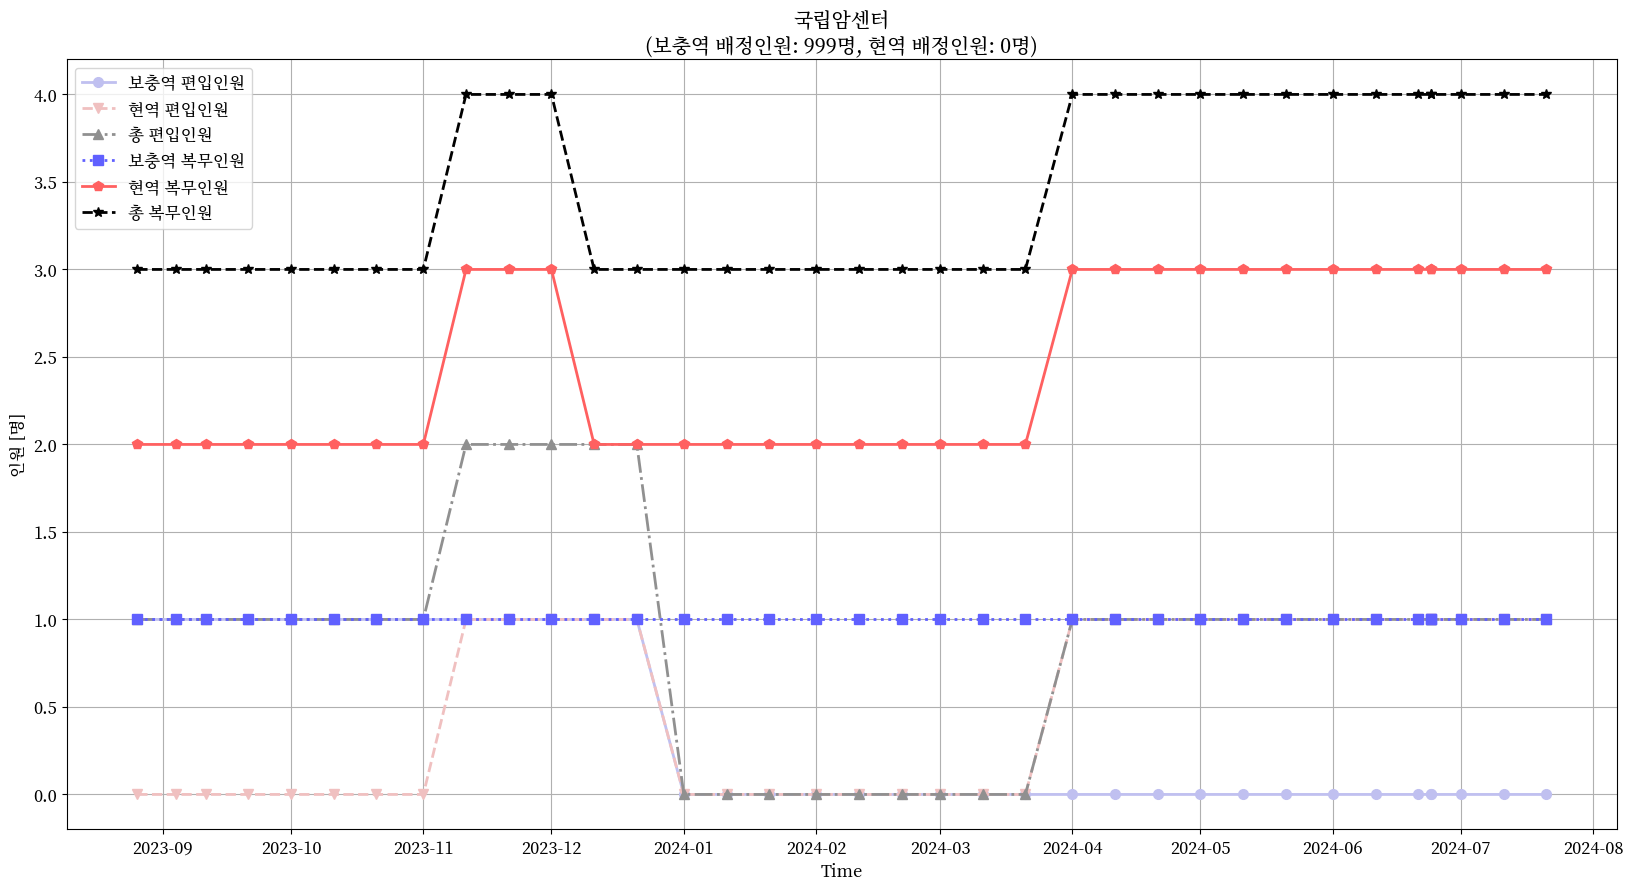 국립암센터
(보충역 배정인원: 999명, 현역 배정인원: 0명)
보충역 편입인원
현역 편입인원
총 편입인원
보충역 복무인원
현역 복무인원
총 복무인원
4.0
3.5
3.0
2.5
2.0
1.5
1.0
0.5
0.0
인원 [명]
2023-09
2023-10
2023-11
2023-12
2024-01
2024-02
2024-03
2024-04
2024-05
2024-06
2024-07
2024-08
Time